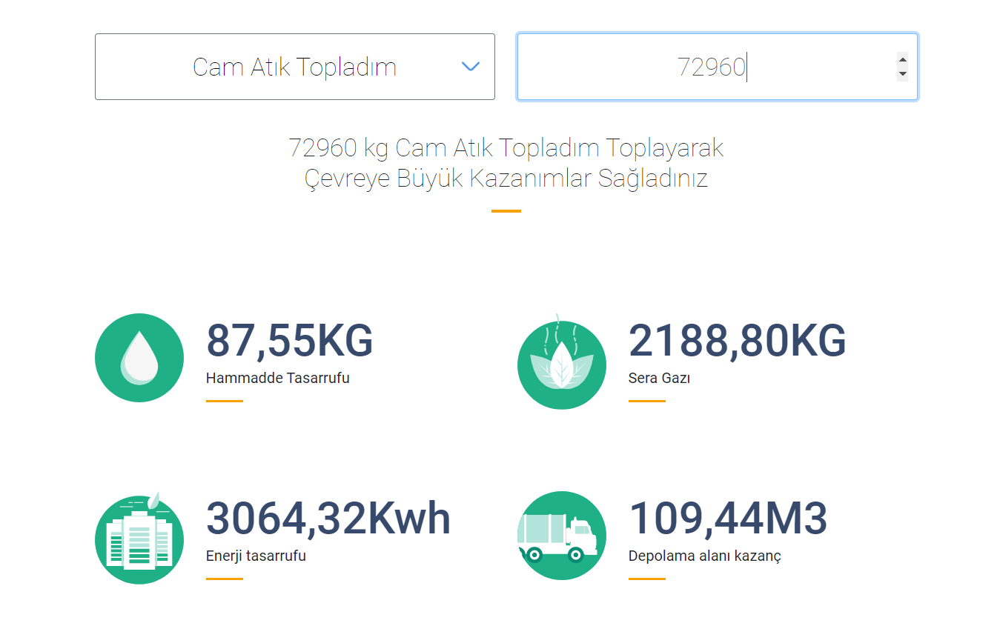 Cam Atık Topladım
72960
72960 kg Cam Atık Topladım Toplayarak
Çevreye Büyük Kazanımlar Sağladınız
87,55KG
Hammadde Tasarrufu
2188,80KG
Sera Gazı
3064,32Kwh
Enerji tasarrufu
109,44M3
Depolama alanı kazanç